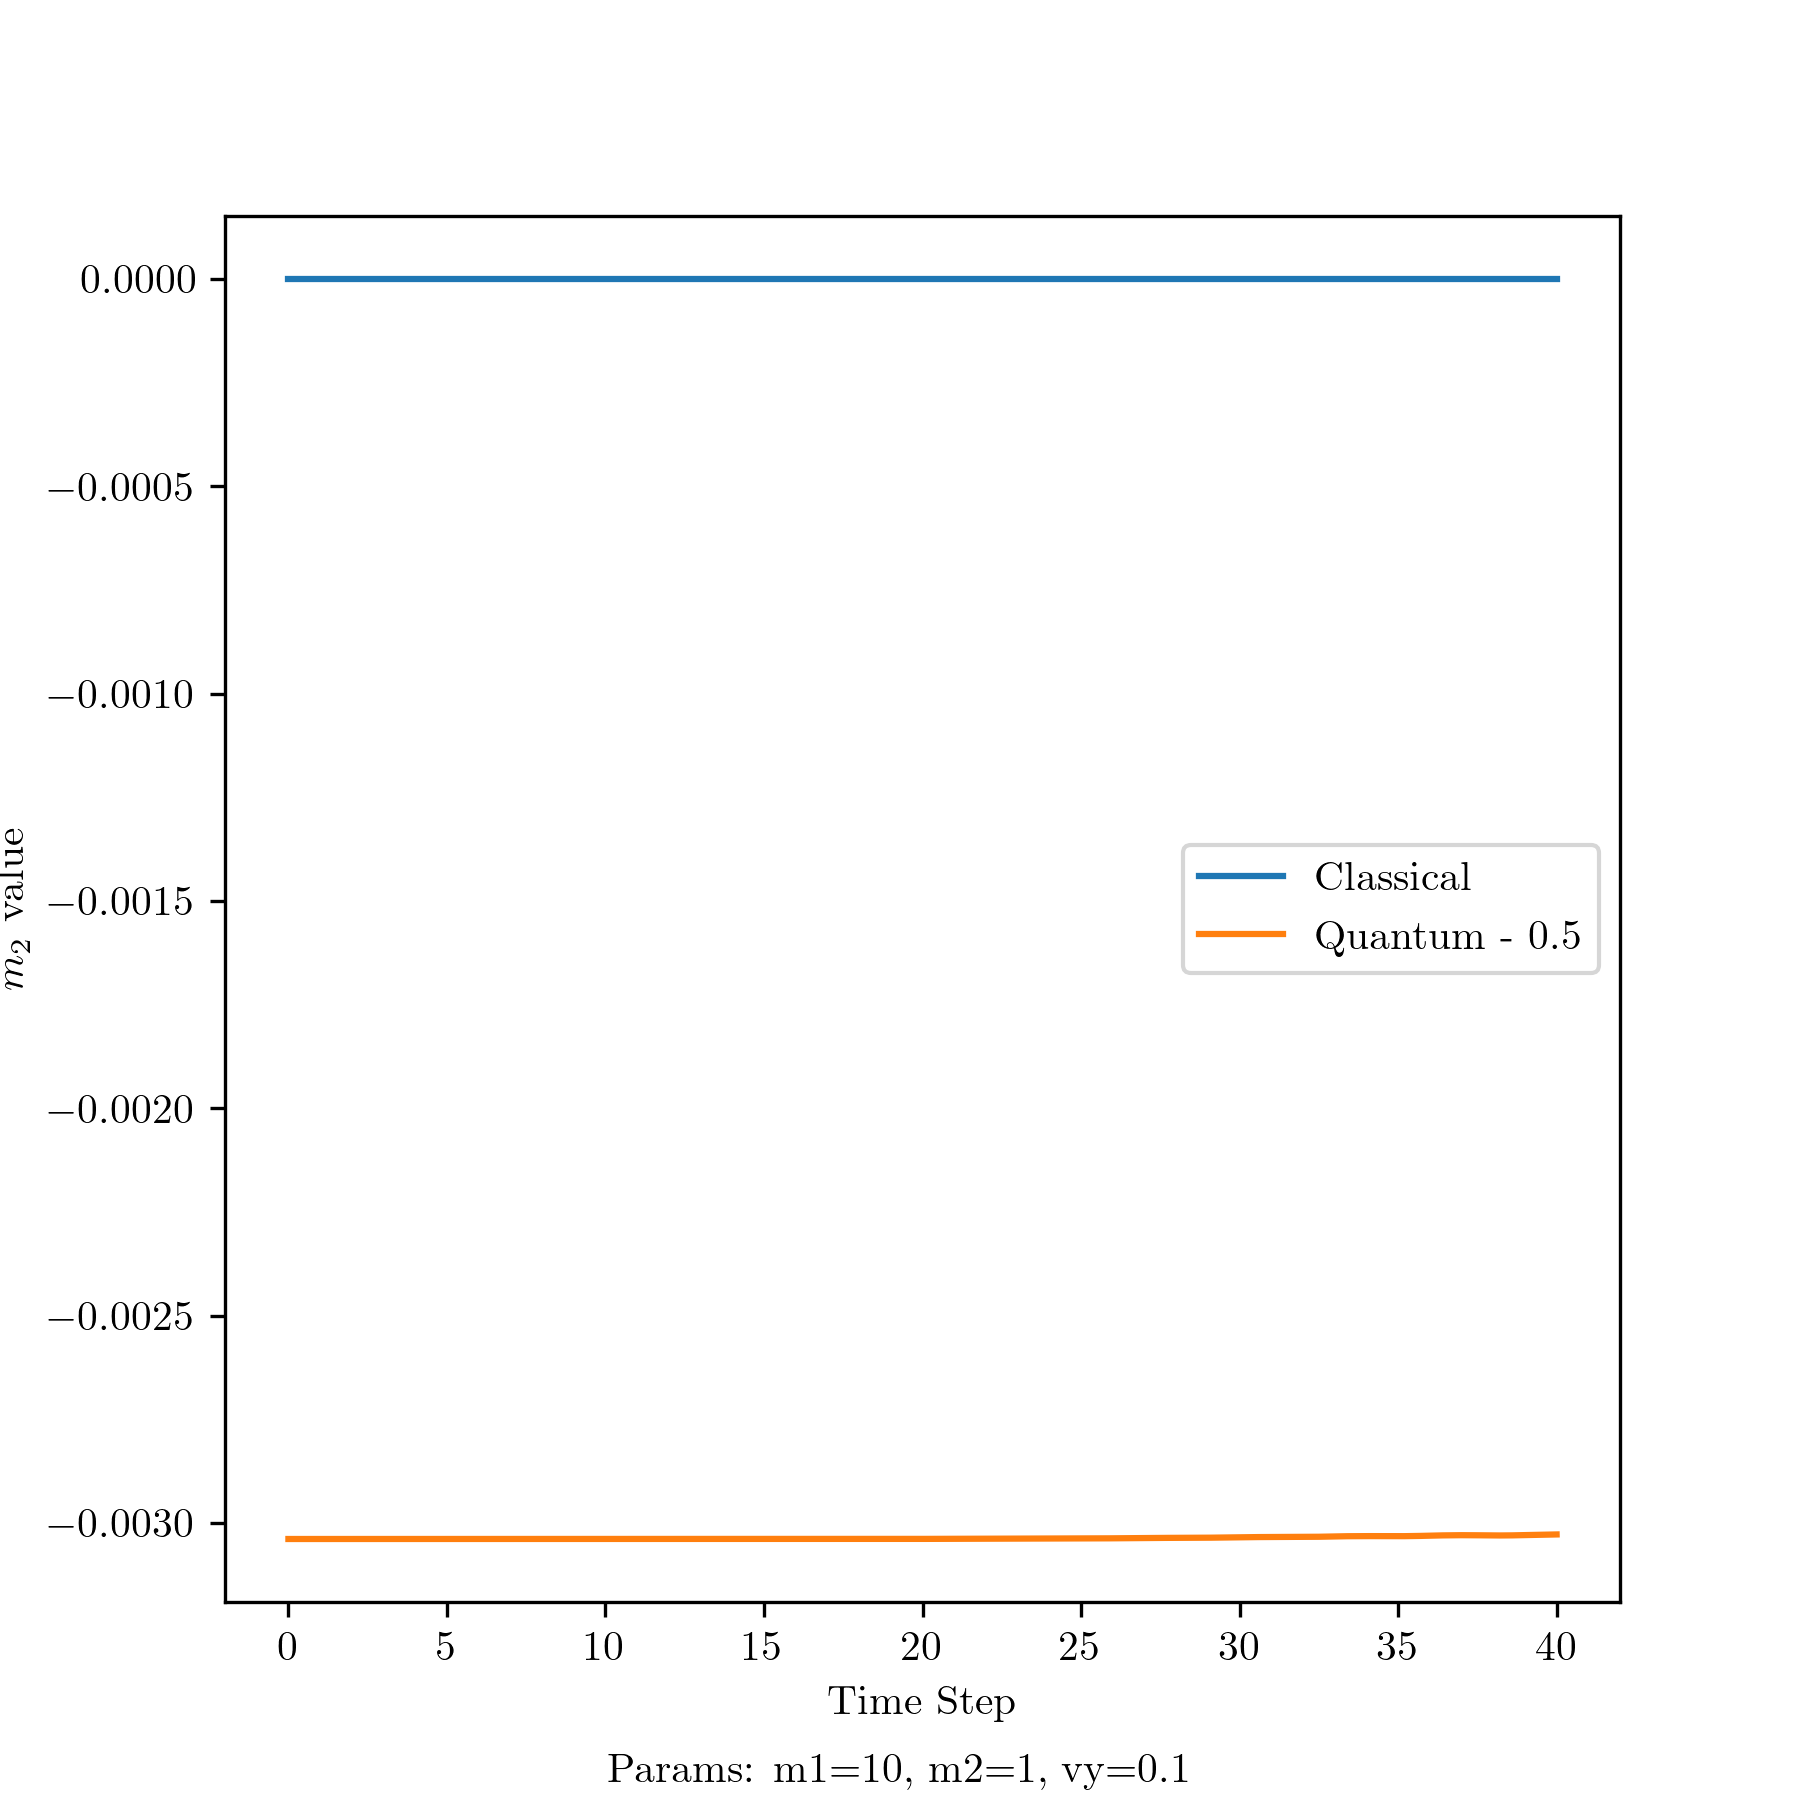 0.0000
−0.0005
−0.0010
−0.0015
−0.0020
−0.0025
−0.0030
m₂ value
Classical
Quantum - 0.5
0 5 10 15 20 25 30 35 40
Time Step
Params: m1=10, m2=1, vy=0.1